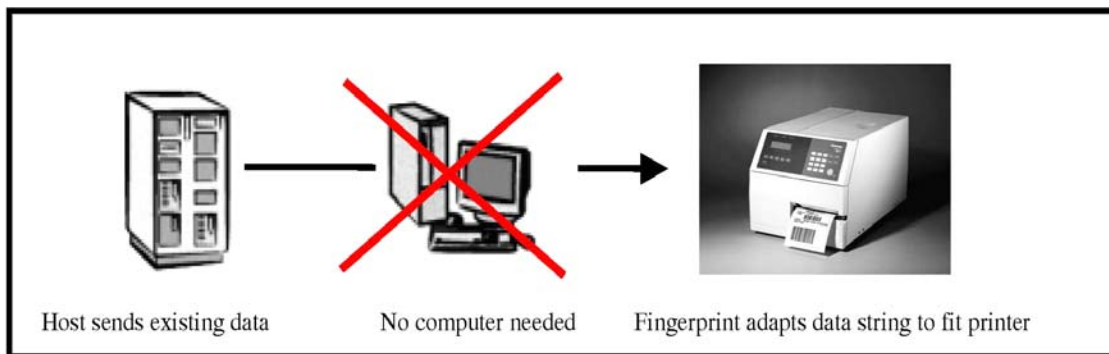 Host sends existing data
No computer needed
Fingerprint adapts data string to fit printer